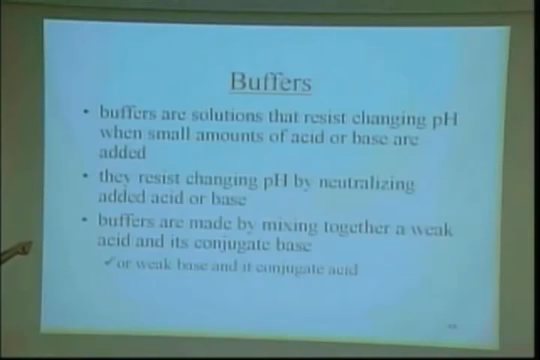 Buffers
• buffers are solutions that resist changing pH
when small amounts of acid or base are
added
• they resist changing pH by neutralizing
added acid or base
• buffers are made by mixing together a weak
acid and its conjugate base
✓or weak base and it conjugate acid